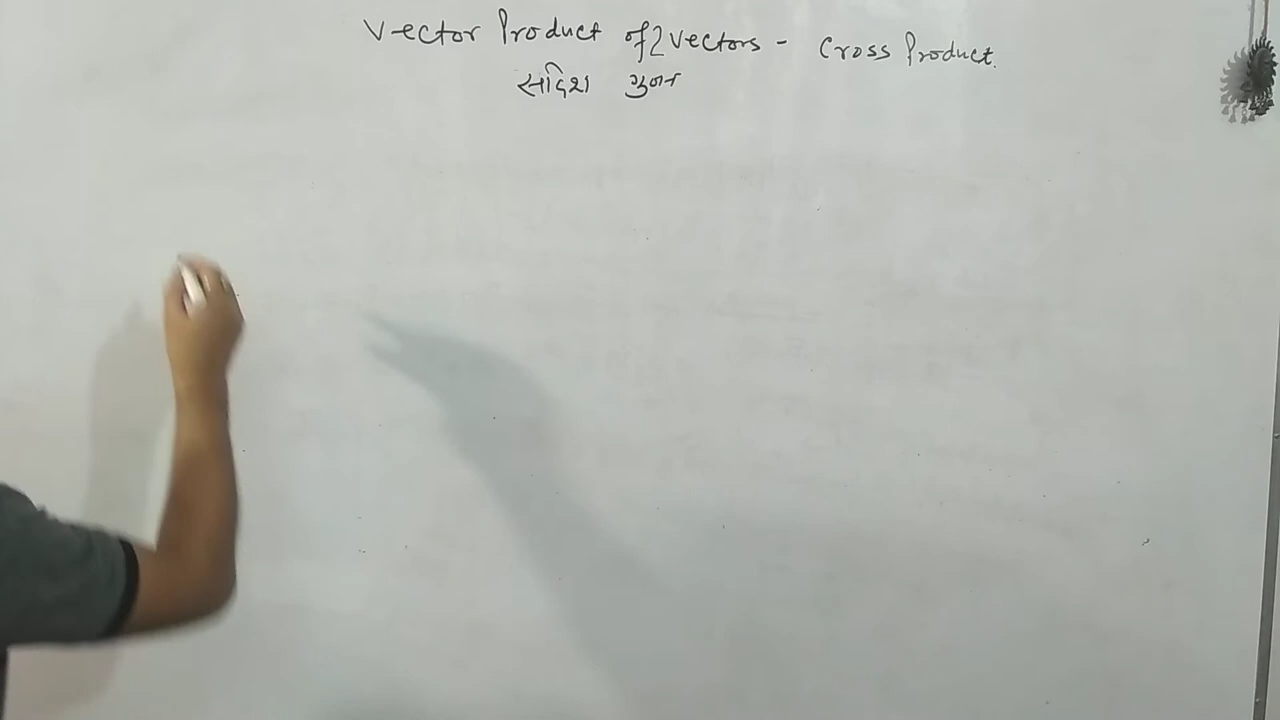 Vector Product of 2 Vectors - Cross Product.
सदिश गुणन